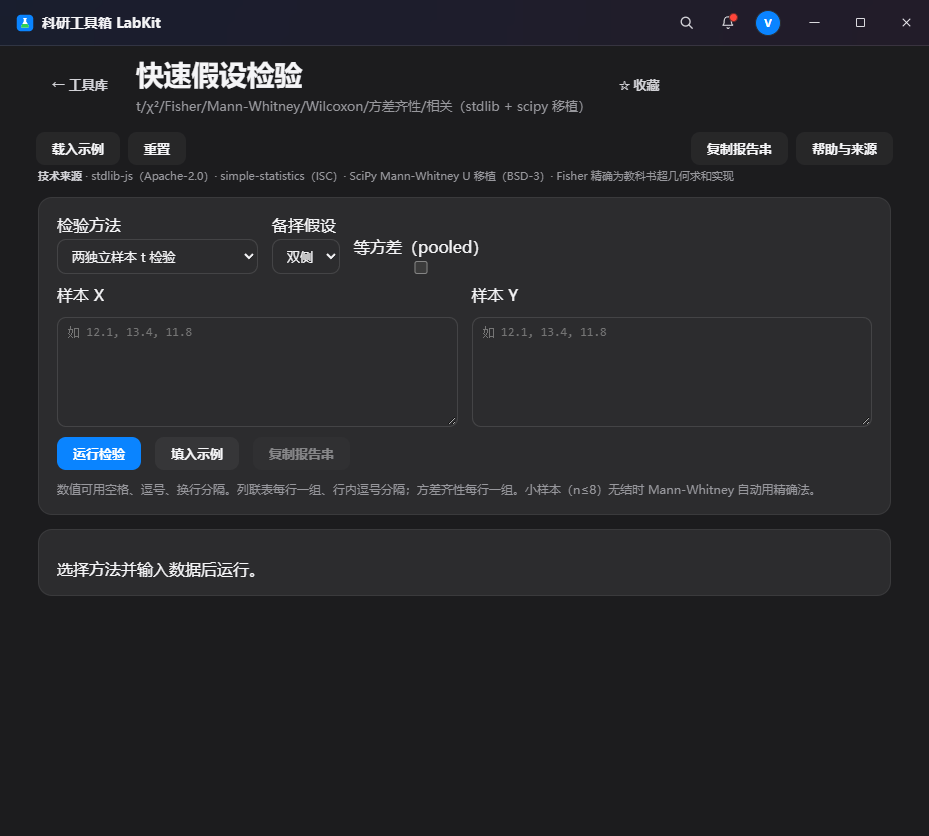 科研工具箱 LabKit
V
← 工具库
快速假设检验
t/χ²/Fisher/Mann-Whitney/Wilcoxon/方差齐性/相关（stdlib + scipy 移植）
☆ 收藏
载入示例
重置
复制报告串
帮助与来源
技术来源 · stdlib-js（Apache-2.0）· simple-statistics（ISC）· SciPy Mann-Whitney U 移植（BSD-3）· Fisher 精确为教科书超几何求和实现
检验方法
备择假设
等方差（pooled）
两独立样本 t 检验
双侧
样本 X
样本 Y
如 12.1, 13.4, 11.8
如 12.1, 13.4, 11.8
运行检验
填入示例
复制报告串
数值可用空格、逗号、换行分隔。列联表每行一组、行内逗号分隔；方差齐性每行一组。小样本（n≤8）无结时 Mann-Whitney 自动用精确法。
选择方法并输入数据后运行。